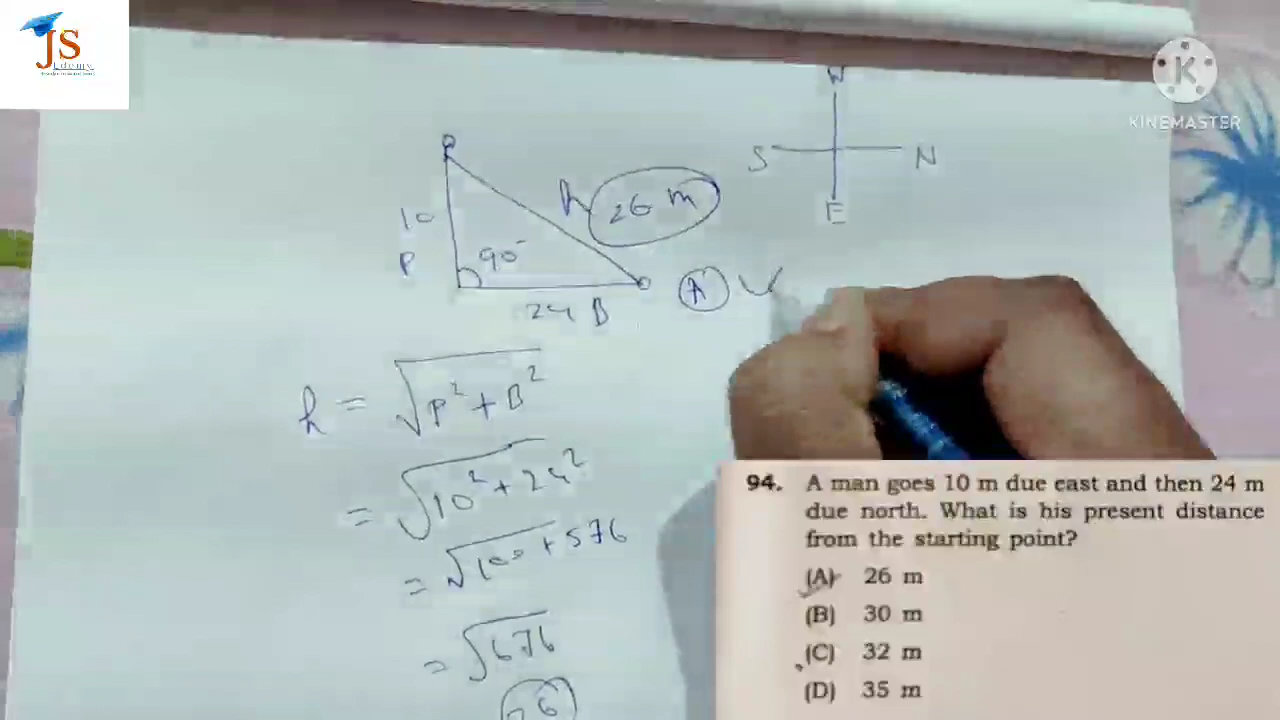 JS
KINEMASTER
W
S N
E
10
P
90°
h 26 m
24 B
A
h = √P² + B²
= √10² + 24²
= √100 + 576
= √676
26
94. A man goes 10 m due east and then 24 m
due north. What is his present distance
from the starting point?
(A) 26 m
(B) 30 m
(C) 32 m
(D) 35 m